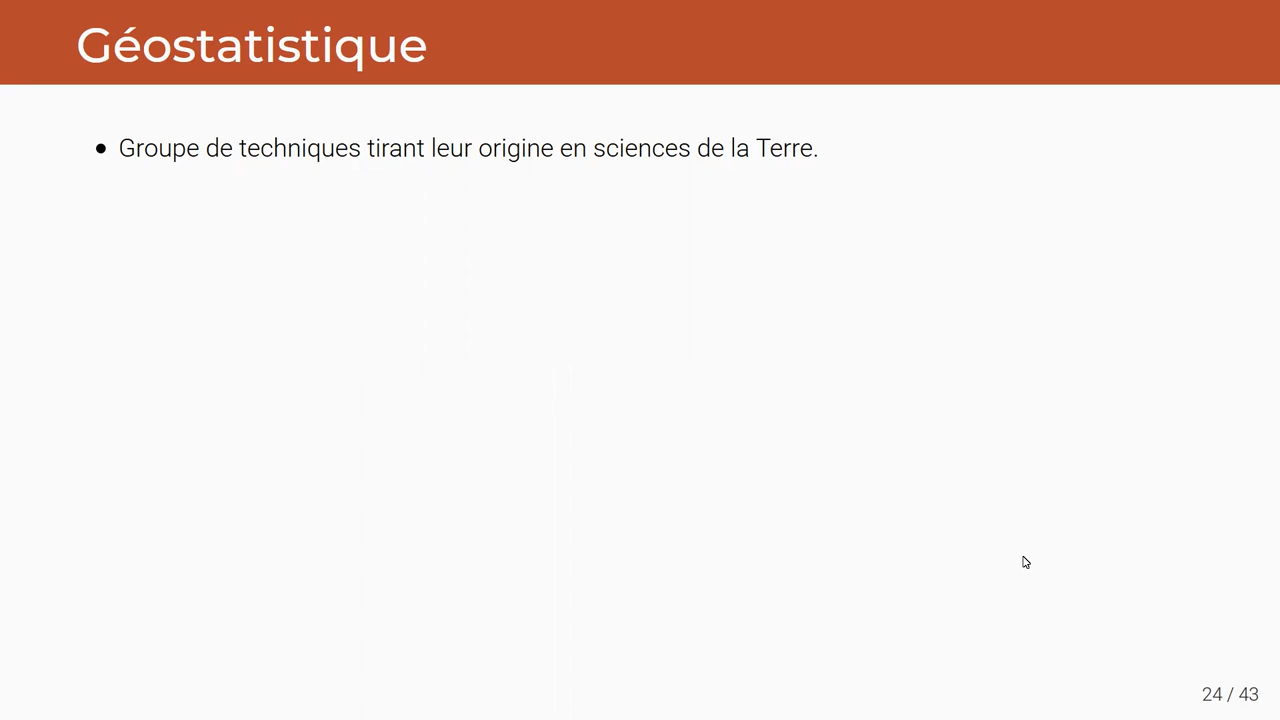 Géostatistique
• Groupe de techniques tirant leur origine en sciences de la Terre.
24 / 43